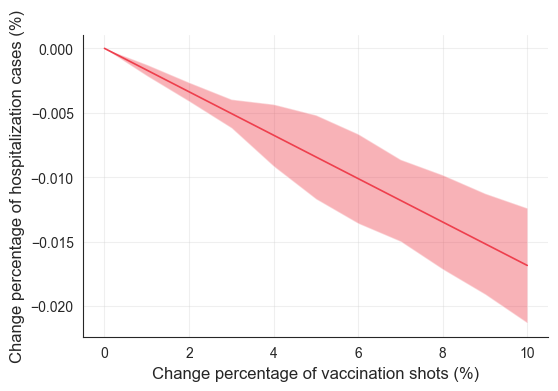 Change percentage of hospitalization cases (%)
0.000
−0.005
−0.010
−0.015
−0.020
0 2 4 6 8 10
Change percentage of vaccination shots (%)